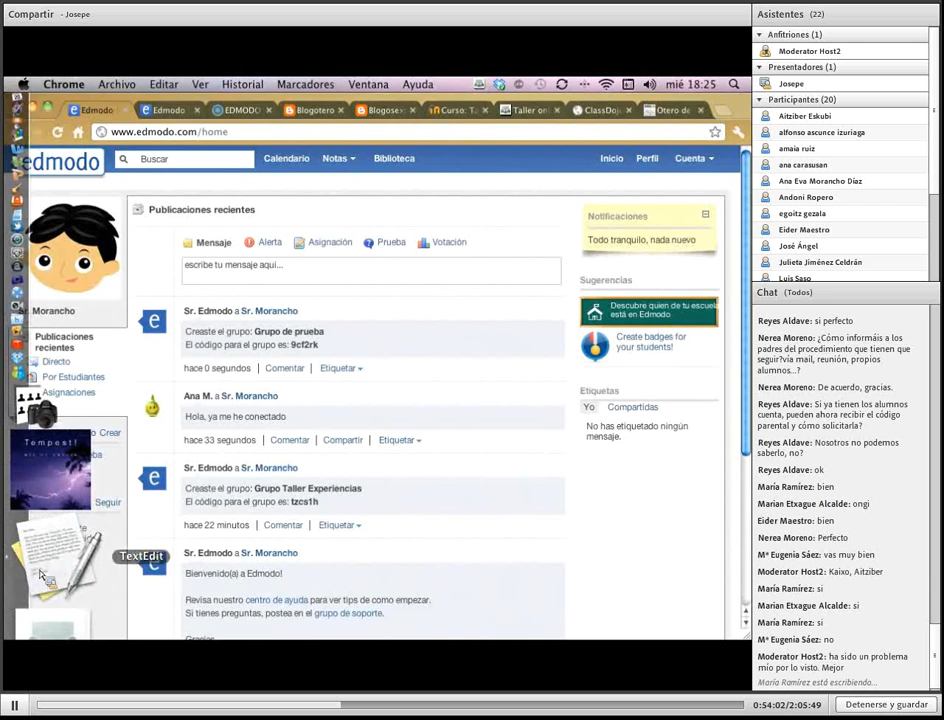 Compartir - Josepe
Chrome Archivo Editar Ver Historial Marcadores Ventana Ayuda mié 18:25
Edmodo Edmodo EDMODO Blogotero Blogosex Curso: T Taller on ClassDoj Otero de
www.edmodo.com/home
edmodo Buscar Calendario Notas Biblioteca Inicio Perfil Cuenta
Publicaciones recientes
Mensaje Alerta Asignación Prueba Votación
escribe tu mensaje aqui...
Morancho
Publicaciones
recientes
Directo
Por Estudiantes
Asignaciones
Crear
Seguir
Tempest!
TextEdit
Sr. Edmodo a Sr. Morancho
Creaste el grupo: Grupo de prueba
El código para el grupo es: 9cf2rk
hace 0 segundos | Comentar | Etiquetar
Ana M. a Sr. Morancho
Hola, ya me he conectado
hace 33 segundos | Comentar | Compartir | Etiquetar
Sr. Edmodo a Sr. Morancho
Creaste el grupo: Grupo Taller Experiencias
El código para el grupo es: tzcs1h
hace 22 minutos | Comentar | Etiquetar
Sr. Edmodo a Sr. Morancho
Bienvenido(a) a Edmodo!
Revisa nuestro centro de ayuda para ver tips de como empezar.
Si tienes preguntas, postea en el grupo de soporte.
Gracias
Notificaciones
Todo tranquilo, nada nuevo
Sugerencias
Descubre quien de tu escuela
está en Edmodo
Create badges for
your students!
Etiquetas
Yo Compartidas
No has etiquetado ningún
mensaje.
Asistentes (22)
Anfitriones (1)
Moderator Host2
Presentadores (1)
Josepe
Participantes (20)
Aitziber Eskubi
alfonso ascunce izuriaga
amaia ruiz
ana carasusan
Ana Eva Morancho Díaz
Andoni Ropero
egoitz gezala
Eider Maestro
José Ángel
Julieta Jiménez Celdrán
Luis Saso
Chat (Todos)
Reyes Aldave: si perfecto
Nerea Moreno: ¿Cómo informáis a los
padres del procedimiento que tienen que
seguir?vía mail, reunión, propios
alumnos...?
Nerea Moreno: De acuerdo, gracias.
Reyes Aldave: Si ya tienen los alumnos
cuenta, pueden ahora recibir el código
parental y cómo solicitarla?
Reyes Aldave: Nosotros no podemos
saberlo, no?
Reyes Aldave: ok
María Ramírez: bien
Marian Etxague Alcalde: ongi
Eider Maestro: bien
Nerea Moreno: Perfecto
Mª Eugenia Sáez: vas muy bien
Moderator Host2: Kaixo, Aitziber
María Ramírez: si
Marian Etxague Alcalde: si
María Ramírez: si
Mª Eugenia Sáez: no
Moderator Host2: ha sido un problema
mío por lo visto. Mejor
María Ramírez está escribiendo...
0:54:02/2:05:49 Detenerse y guardar